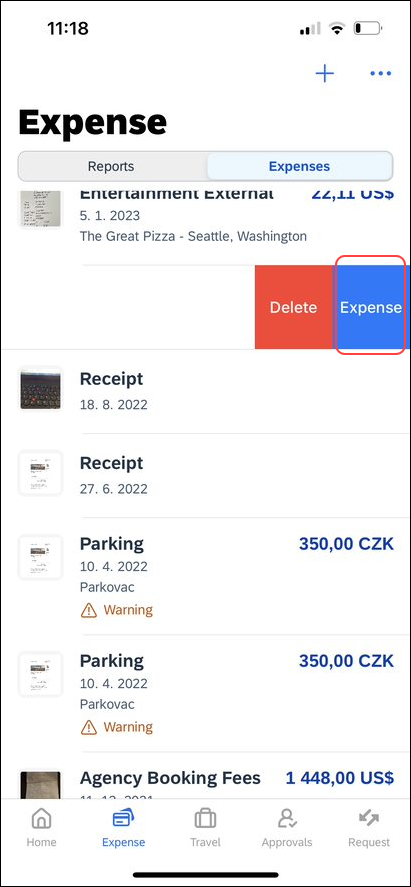 11:18
Expense
Reports
Expenses
Entertainment External
22,11 US$
5. 1. 2023
The Great Pizza - Seattle, Washington
Delete
Expense
Receipt
18. 8. 2022
Receipt
27. 6. 2022
Parking
350,00 CZK
10. 4. 2022
Parkovac
Warning
Parking
350,00 CZK
10. 4. 2022
Parkovac
Warning
Agency Booking Fees
1 448,00 US$
Home
Expense
Travel
Approvals
Request